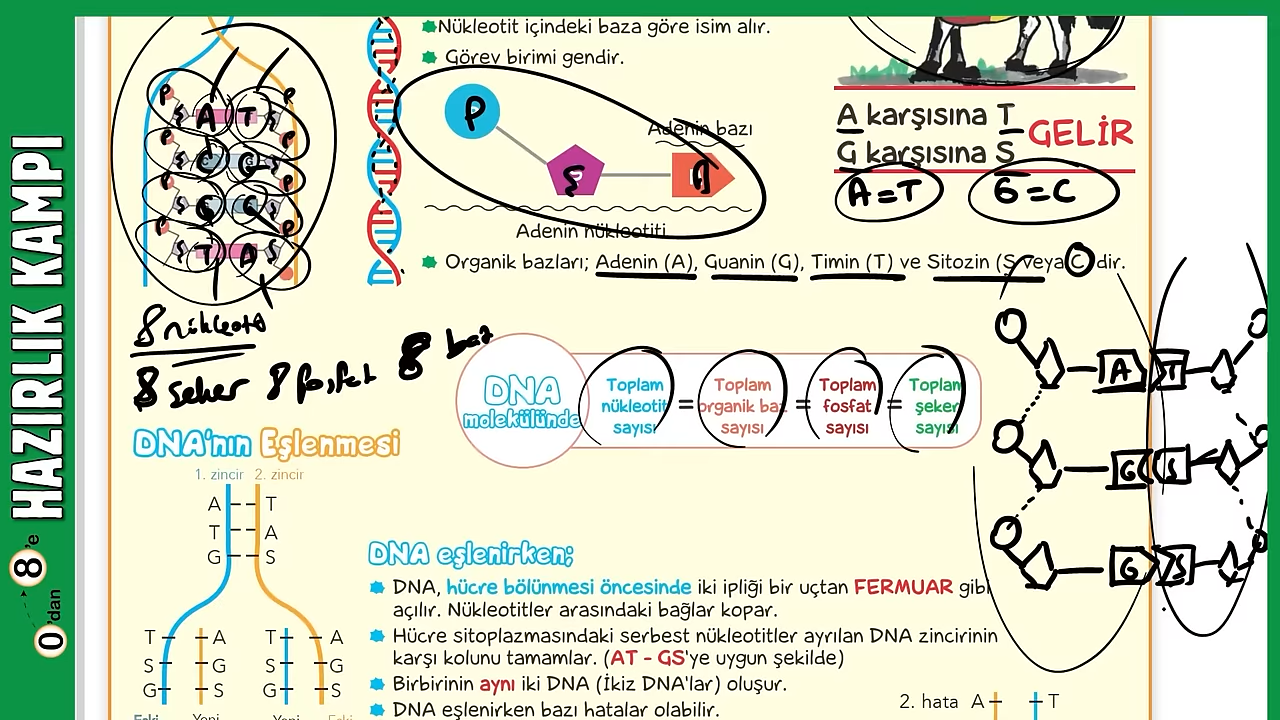 0'dan 8'e HAZIRLIK KAMPI
Nükleotit içindeki baza göre isim alır.
Görev birimi gendir.
P
Ş
A
Adenin bazı
Adenin nükleotiti
Organik bazları; Adenin (A), Guanin (G), Timin (T) ve Sitozin (S veya C) dir.
A karşısına T
G karşısına S
GELİR
A=T
G=C
P Ş A T Ş P
P Ş C G Ş P
P Ş G C Ş P
P Ş T A Ş P
8 nükleotit
8 şeker 8 fosfat 8 baz
DNA
molekülünde
Toplam
nükleotit
sayısı
=
Toplam
organik baz
sayısı
=
Toplam
fosfat
sayısı
=
Toplam
şeker
sayısı
A T
G S
G S
DNA'nın Eşlenmesi
1. zincir 2. zincir
A T
T A
G S
T A T A
S G S G
G S G S
Eski Yeni Yeni Eski
DNA eşlenirken;
DNA, hücre bölünmesi öncesinde iki ipliği bir uçtan FERMUAR gibi
açılır. Nükleotitler arasındaki bağlar kopar.
Hücre sitoplazmasındaki serbest nükleotitler ayrılan DNA zincirinin
karşı kolunu tamamlar. (AT - GS'ye uygun şekilde)
Birbirinin aynı iki DNA (İkiz DNA'lar) oluşur.
DNA eşlenirken bazı hatalar olabilir.
2. hata A T